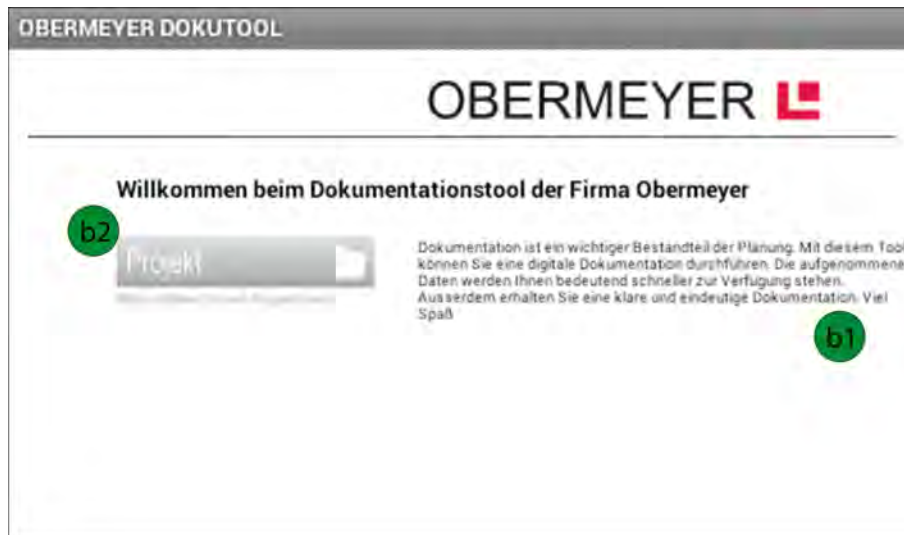 OBERMEYER DOKUTOOL
OBERMEYER
Willkommen beim Dokumentationstool der Firma Obermeyer
b2
Projekt
Dokumentation ist ein wichtiger Bestandteil der Planung. Mit diesem Tool
können Sie eine digitale Dokumentation durchführen. Die aufgenommene
Daten werden Ihnen bedeutend schneller zur Verfügung stehen.
Ausserdem erhalten Sie eine klare und eindeutige Dokumentation. Viel
Spaß
b1